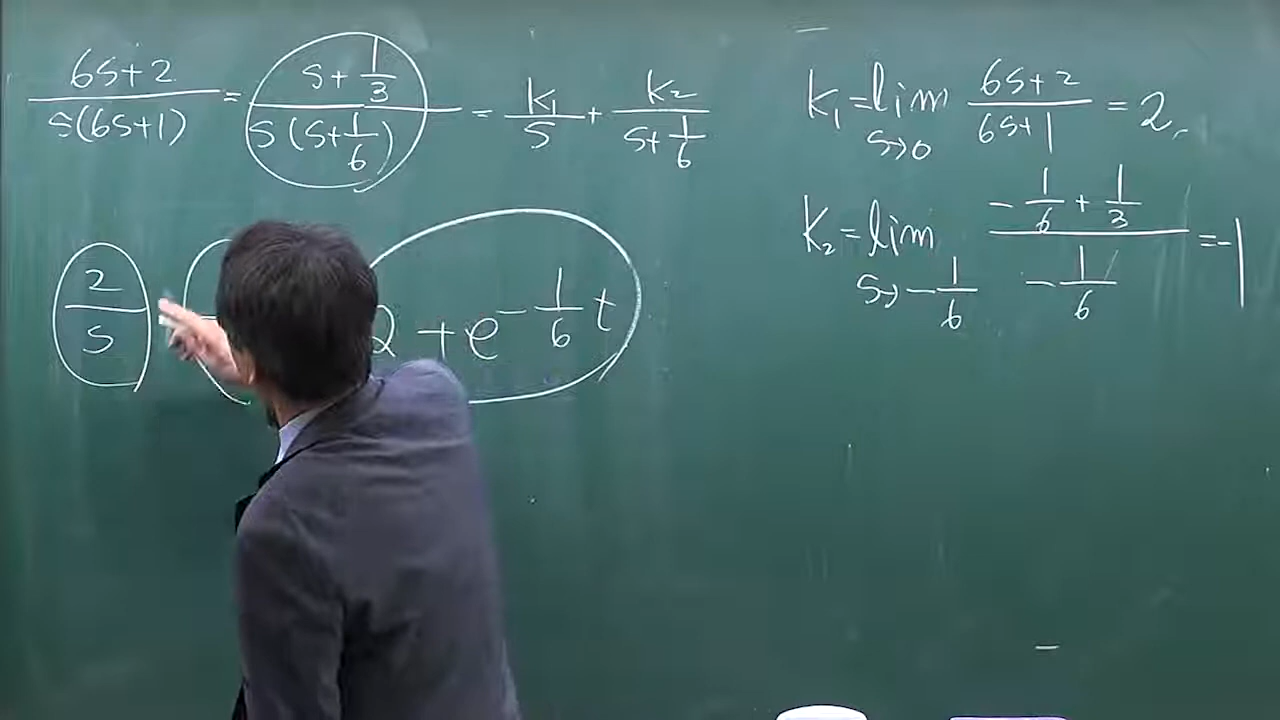 (6s+2)/(s(6s+1)) = (s+1/3)/(s(s+1/6)) = K₁/s + K₂/(s+1/6)
2/s 2 + e^(-1/6 t)
K₁ = lim s→0 (6s+2)/(6s+1) = 2
K₂ = lim s→-1/6 (-1/6+1/3)/(-1/6) = -1